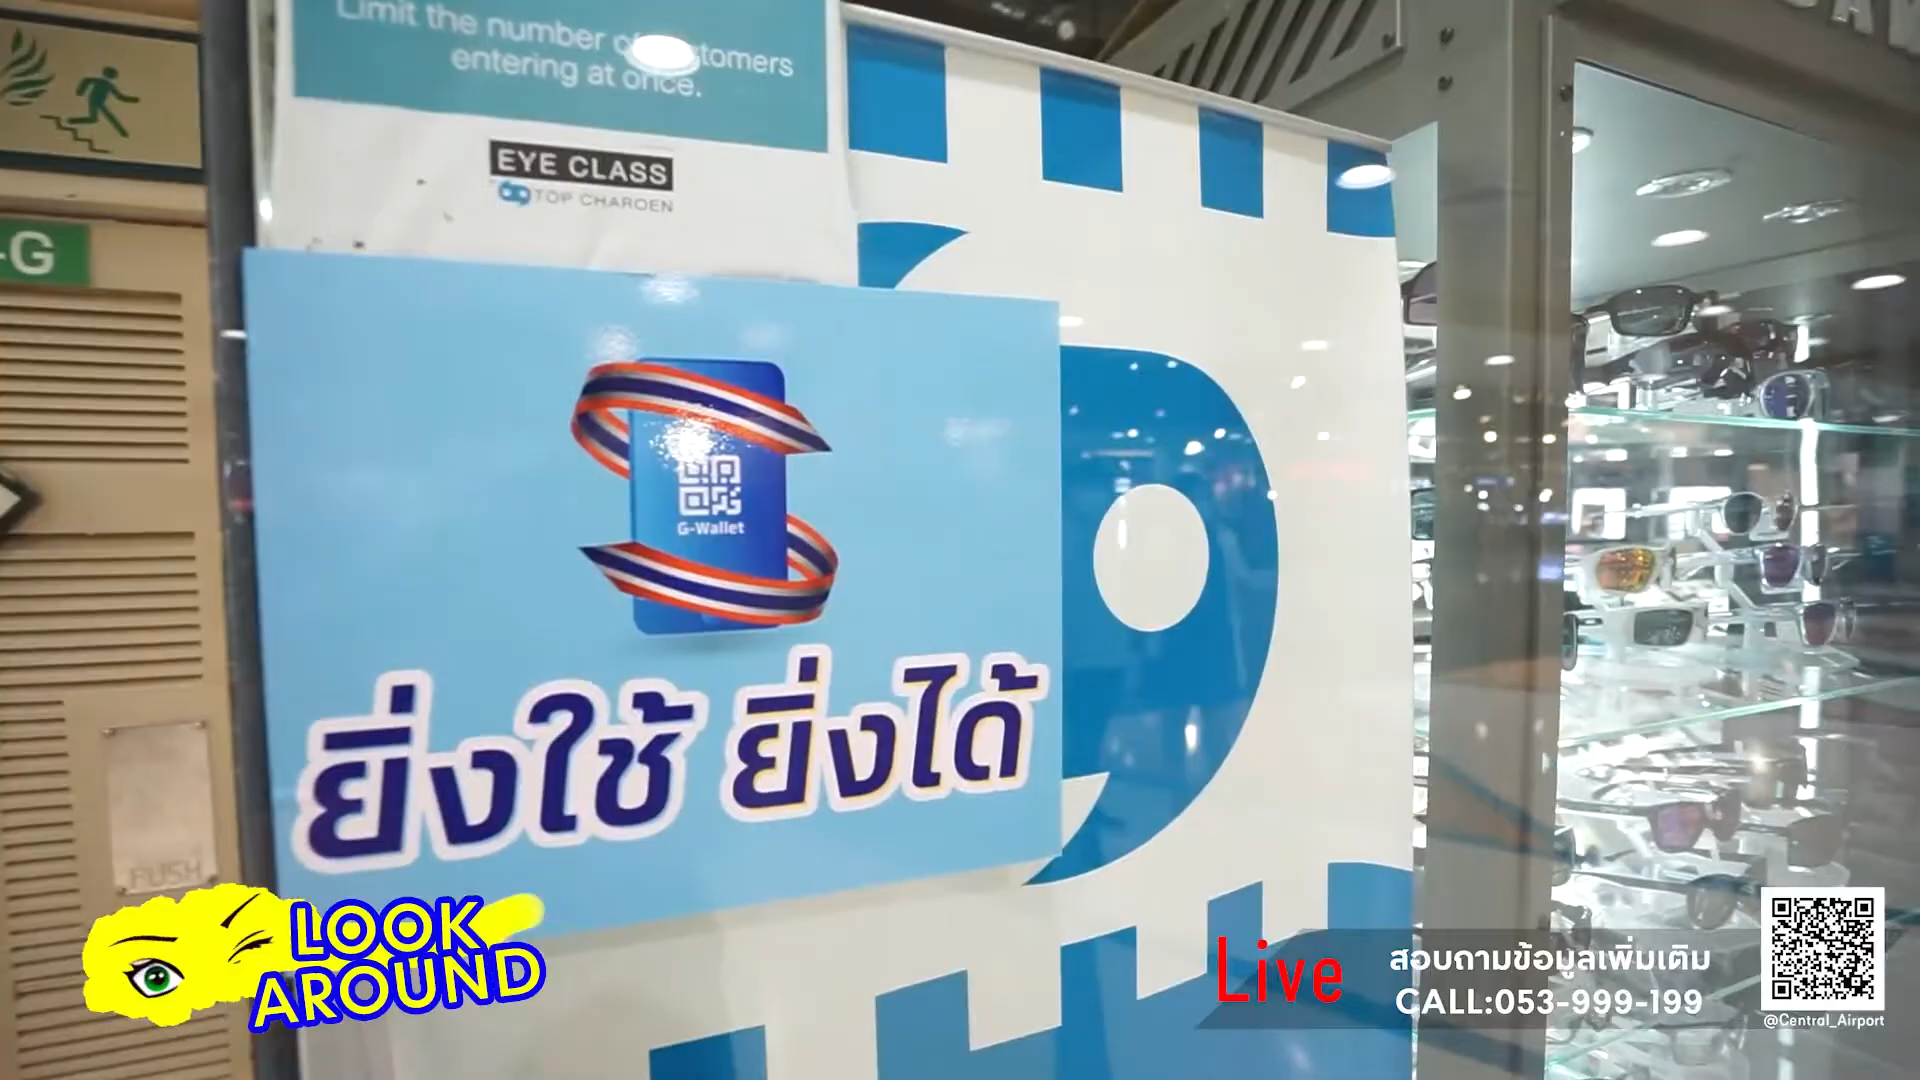 Limit the number of customers
entering at once.
EYE CLASS
TOP CHAROEN
-G
G-Wallet
ยิ่งใช้ ยิ่งได้
PUSH
LOOK
AROUND
Live
สอบถามข้อมูลเพิ่มเติม
CALL:053-999-199
@Central_Airport